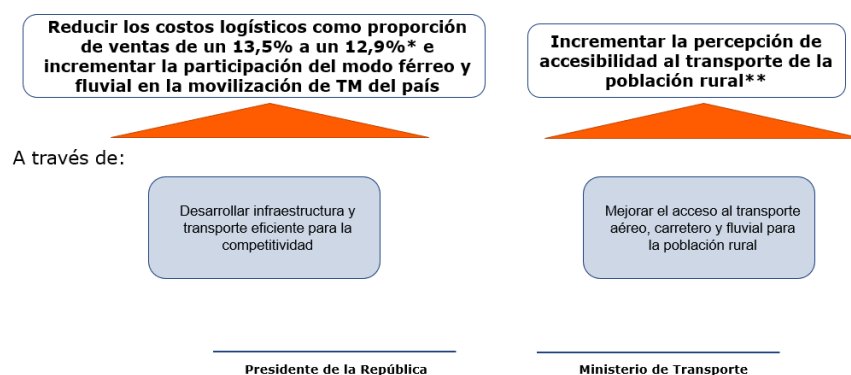 Reducir los costos logísticos como proporción
de ventas de un 13,5% a un 12,9%* e
incrementar la participación del modo férreo y
fluvial en la movilización de TM del país
Incrementar la percepción de
accesibilidad al transporte de la
población rural**
A través de:
Desarrollar infraestructura y
transporte eficiente para la
competitividad
Mejorar el acceso al transporte
aéreo, carretero y fluvial para
la población rural
Presidente de la República
Ministerio de Transporte